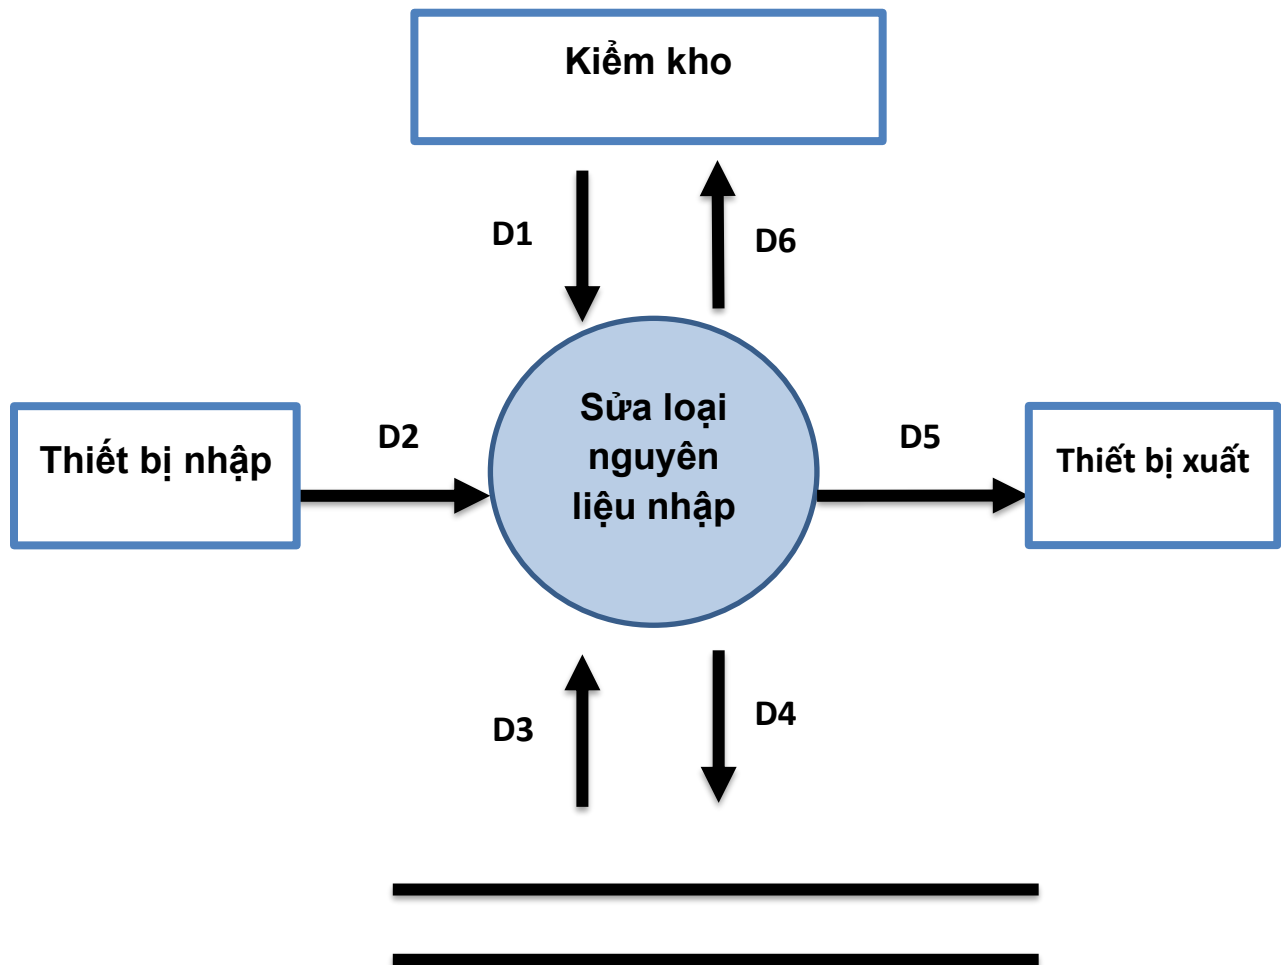 Kiểm kho
D1
D6
Sửa loại
nguyên
liệu nhập
Thiết bị nhập
D2
D5
Thiết bị xuất
D3
D4